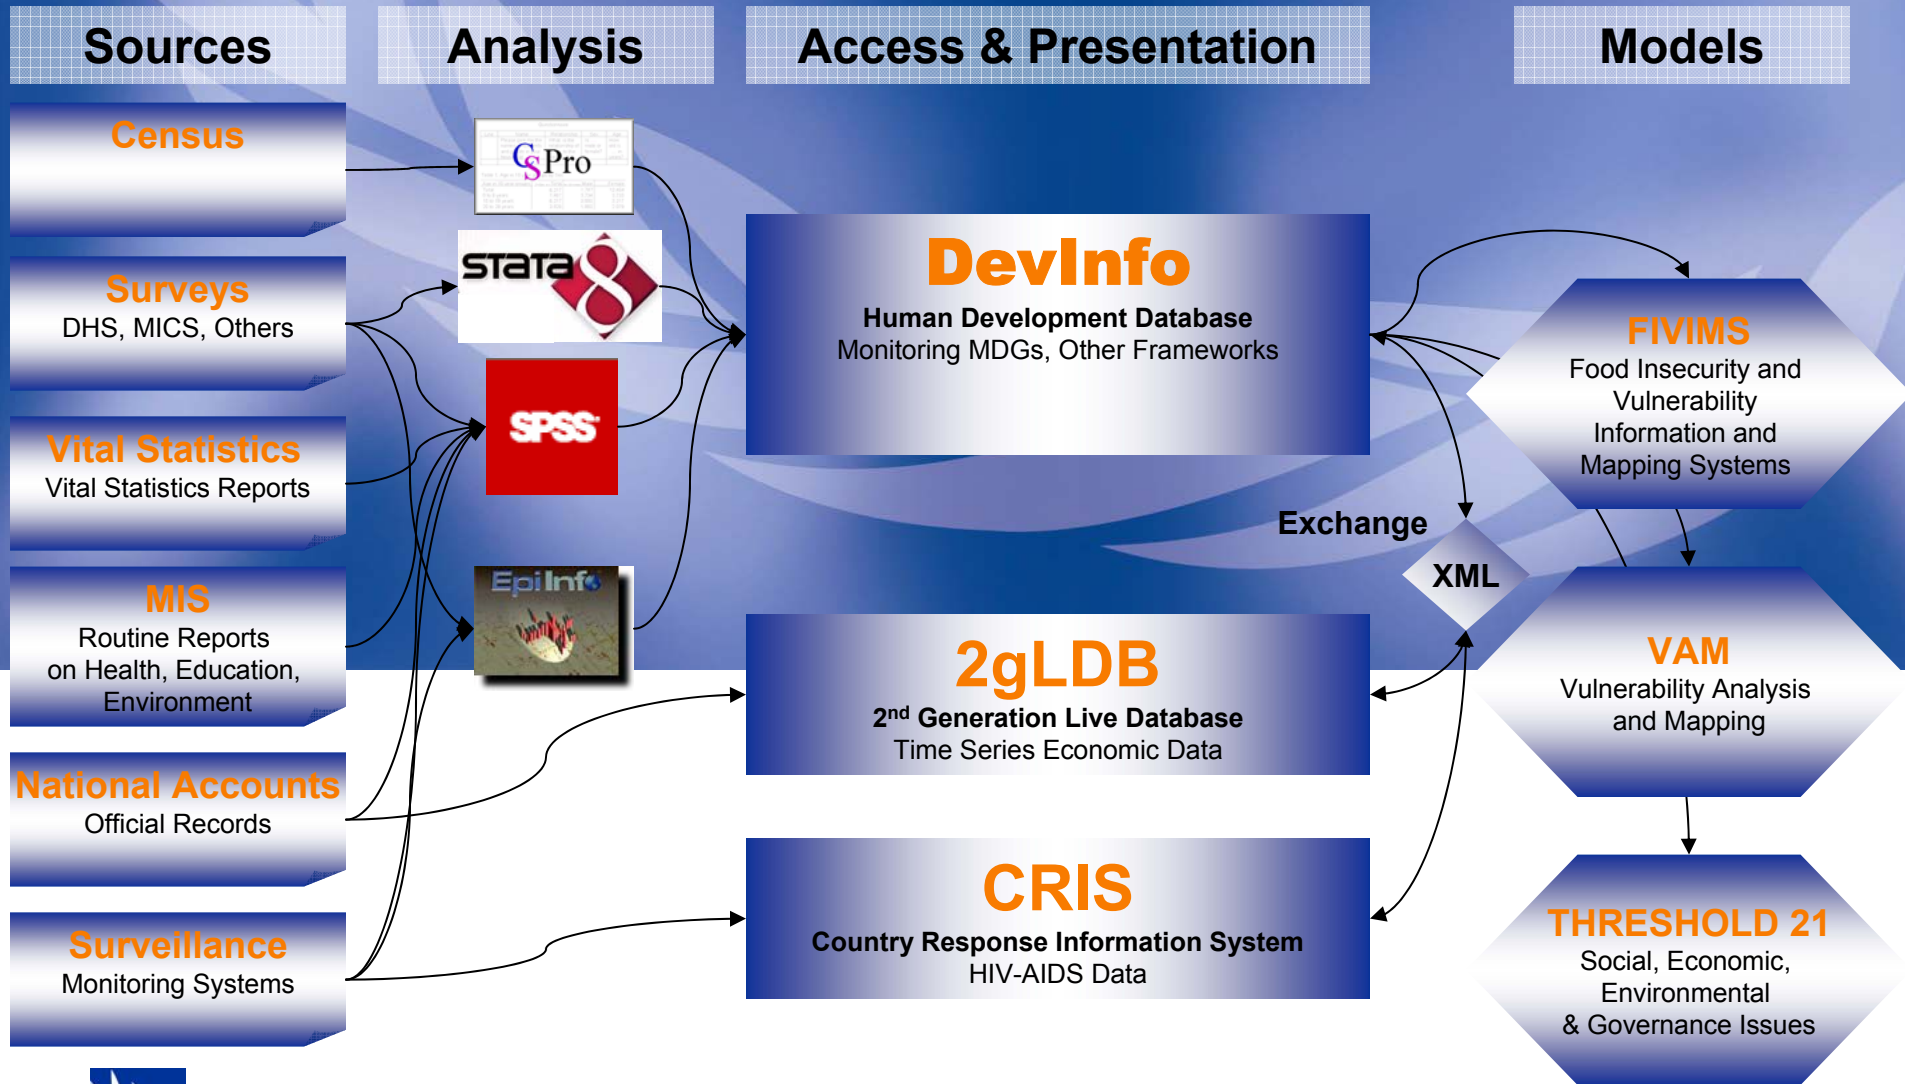 Sources
Analysis
Access & Presentation
Models
Census
Surveys
DHS, MICS, Others
Vital Statistics
Vital Statistics Reports
MIS
Routine Reports
on Health, Education,
Environment
National Accounts
Official Records
Surveillance
Monitoring Systems
CSPro
STATA 8
SPSS
EpiInfo
DevInfo
Human Development Database
Monitoring MDGs, Other Frameworks
Exchange
XML
2gLDB
2nd Generation Live Database
Time Series Economic Data
CRIS
Country Response Information System
HIV-AIDS Data
FIVIMS
Food Insecurity and
Vulnerability
Information and
Mapping Systems
VAM
Vulnerability Analysis
and Mapping
THRESHOLD 21
Social, Economic,
Environmental
& Governance Issues